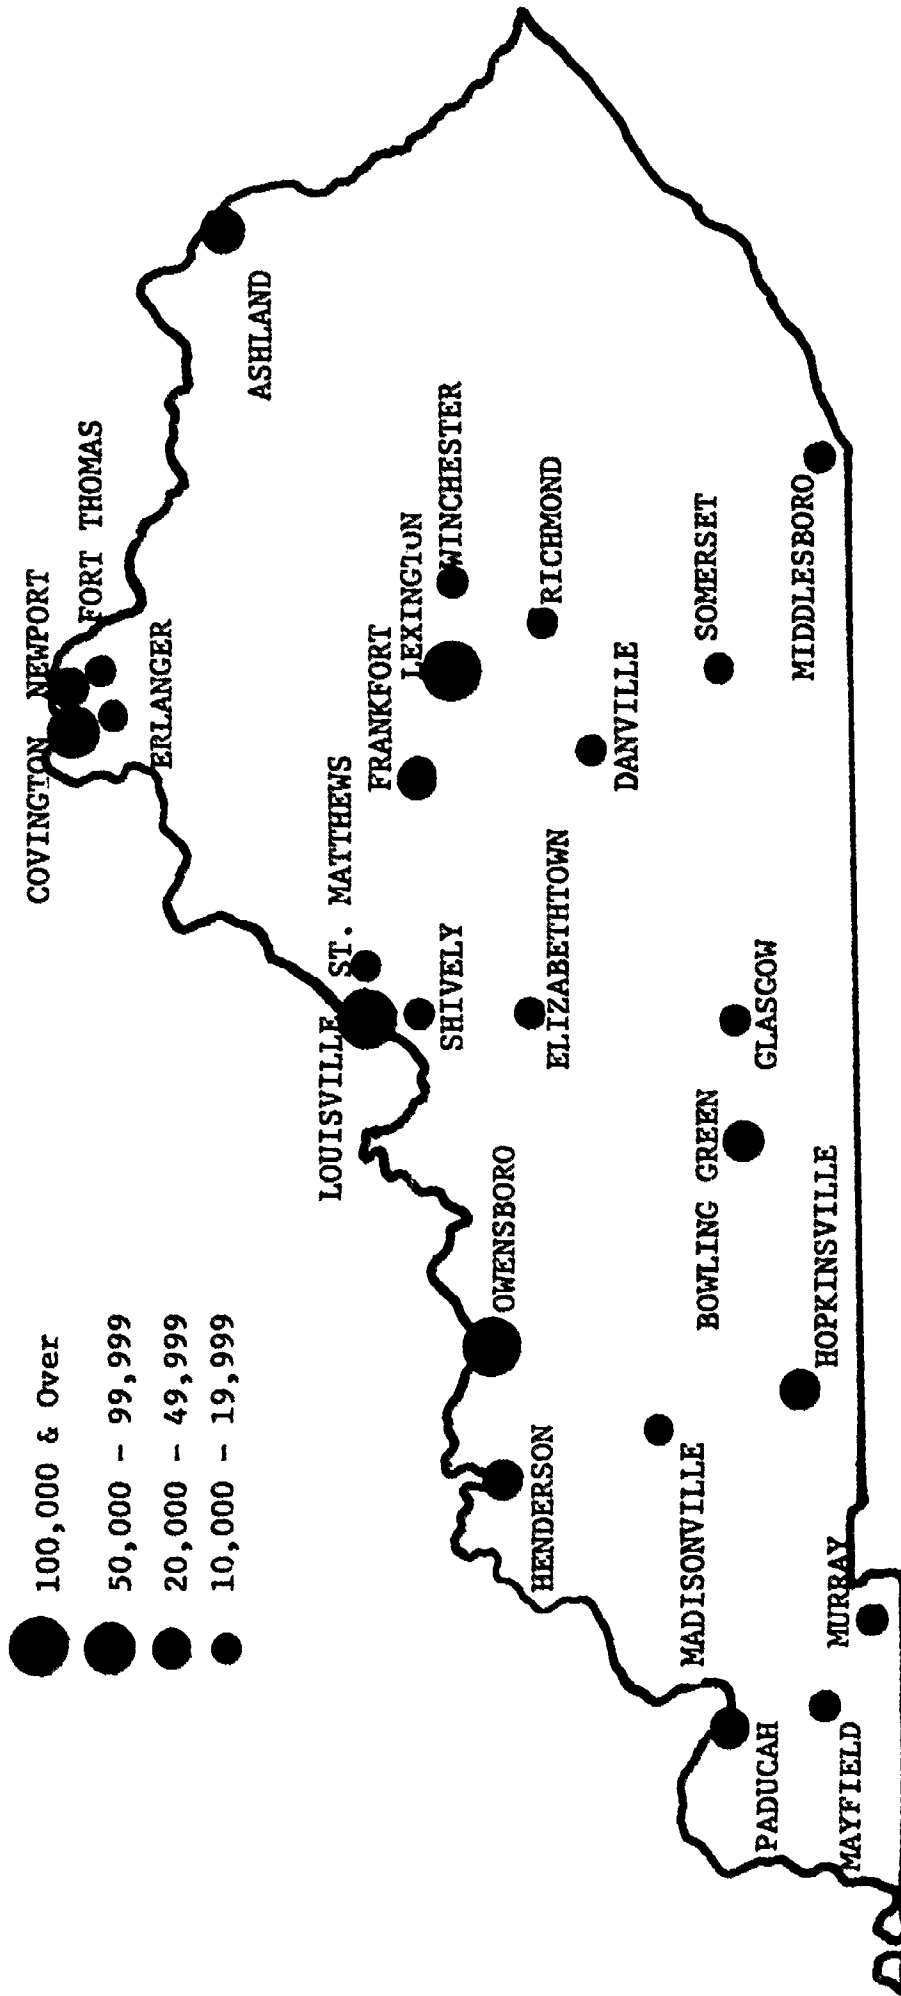 100,000 & Over
50,000 - 99,999
20,000 - 49,999
10,000 - 19,999
COVINGTON
NEWPORT
FORT THOMAS
ERLANGER
ASHLAND
LOUISVILLE
ST. MATTHEWS
FRANKFORT
LEXINGTON
WINCHESTER
SHIVELY
RICHMOND
OWENSBORO
HENDERSON
ELIZABETHTOWN
DANVILLE
MADISONVILLE
BOWLING GREEN
GLASGOW
SOMERSET
PADUCAH
HOPKINSVILLE
MIDDLESBORO
MAYFIELD
MURRAY